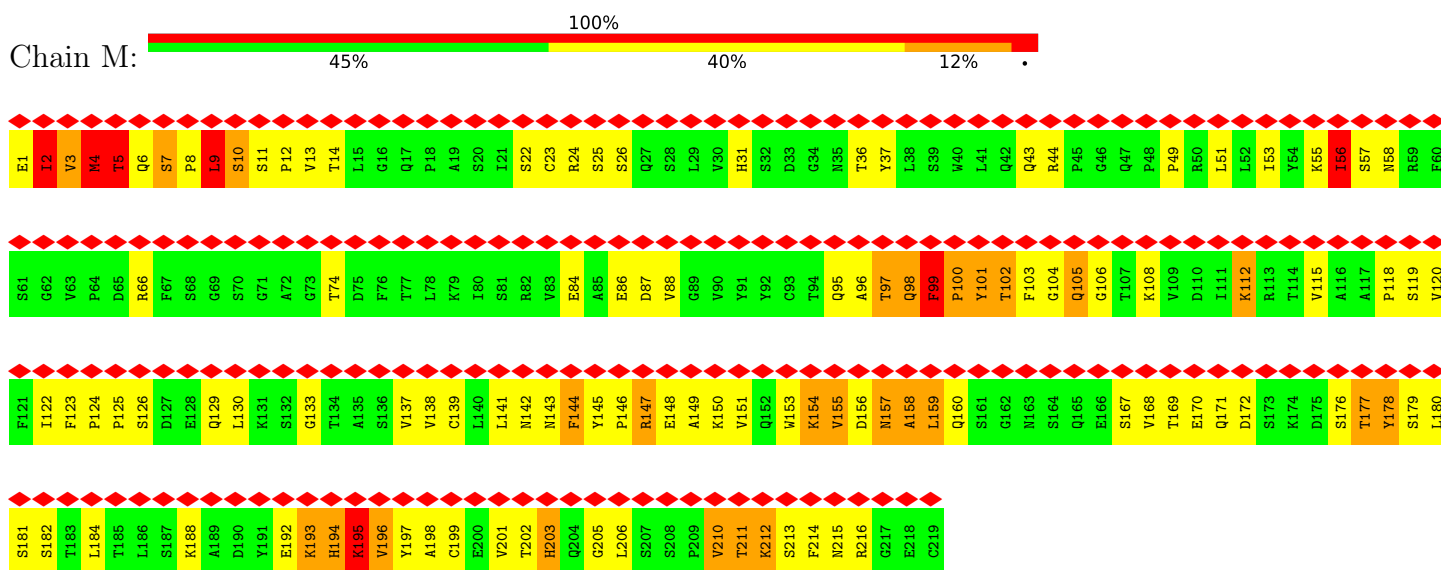 100%
Chain M:
45% 40% 12% •
E1 I2 V3 M4 T5 Q6 S7 P8 L9 S10 S11 P12 V13 T14 L15 G16 Q17 P18 A19 S20 I21 S22 C23 R24 S25 S26 Q27 S28 L29 V30 H31 S32 D33 G34 N35 T36 Y37 L38 S39 W40 L41 Q42 Q43 R44 P45 G46 Q47 P48 P49 R50 L51 L52 I53 Y54 K55 I56 S57 N58 R59 F60
S61 G62 V63 P64 D65 R66 F67 S68 G69 S70 G71 A72 G73 T74 D75 F76 T77 L78 K79 I80 S81 R82 V83 E84 A85 E86 D87 V88 G89 V90 Y91 Y92 C93 T94 Q95 A96 T97 Q98 F99 P100 Y101 T102 F103 G104 Q105 G106 T107 K108 V109 D110 I111 K112 R113 T114 V115 A116 A117 P118 S119 V120
F121 I122 F123 P124 P125 S126 D127 E128 Q129 L130 K131 S132 G133 T134 A135 S136 V137 V138 C139 L140 L141 N142 N143 F144 Y145 P146 R147 E148 A149 K150 V151 Q152 W153 K154 V155 D156 N157 A158 L159 Q160 S161 G162 N163 S164 Q165 E166 S167 V168 T169 E170 Q171 D172 S173 K174 D175 S176 T177 Y178 S179 L180
S181 S182 T183 L184 T185 L186 S187 K188 A189 D190 Y191 E192 K193 H194 K195 V196 Y197 A198 C199 E200 V201 T202 H203 Q204 G205 L206 S207 S208 P209 V210 T211 K212 S213 F214 N215 R216 G217 E218 C219